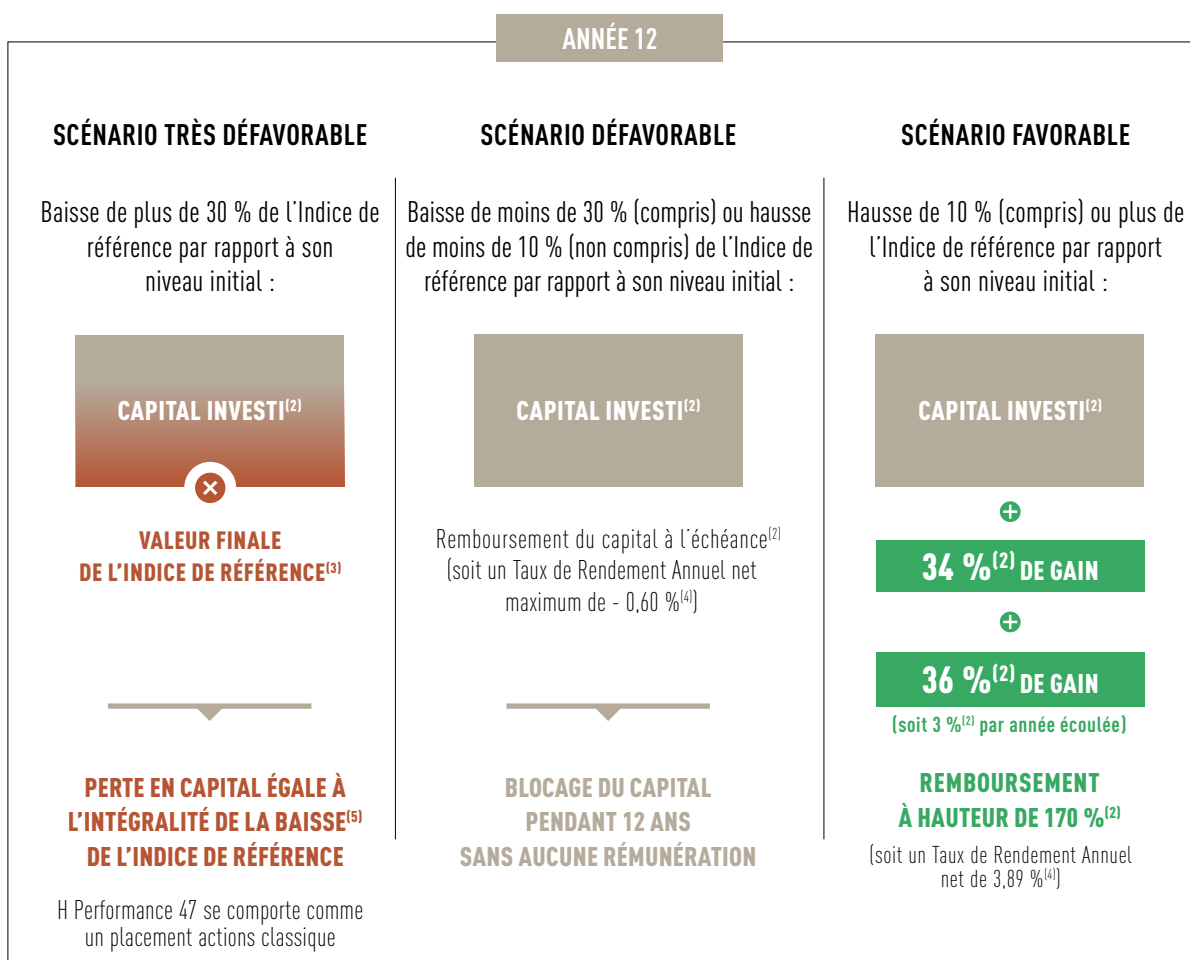 ANNÉE 12
SCÉNARIO TRÈS DÉFAVORABLE
Baisse de plus de 30 % de l'Indice de
référence par rapport à son
niveau initial :
CAPITAL INVESTI(2)
VALEUR FINALE
DE L'INDICE DE RÉFÉRENCE(3)
PERTE EN CAPITAL ÉGALE À
L'INTÉGRALITÉ DE LA BAISSE(5)
DE L'INDICE DE RÉFÉRENCE
H Performance 47 se comporte comme
un placement actions classique
SCÉNARIO DÉFAVORABLE
Baisse de moins de 30 % (compris) ou hausse
de moins de 10 % (non compris) de l'Indice de
référence par rapport à son niveau initial :
CAPITAL INVESTI(2)
Remboursement du capital à l'échéance(2)
(soit un Taux de Rendement Annuel net
maximum de - 0,60 %(4))
BLOCAGE DU CAPITAL
PENDANT 12 ANS
SANS AUCUNE RÉMUNÉRATION
SCÉNARIO FAVORABLE
Hausse de 10 % (compris) ou plus de
l'Indice de référence par rapport
à son niveau initial :
CAPITAL INVESTI(2)
34 %(2) DE GAIN
36 %(2) DE GAIN
(soit 3 %(2) par année écoulée)
REMBOURSEMENT
À HAUTEUR DE 170 %(2)
(soit un Taux de Rendement Annuel
net de 3,89 %(4))